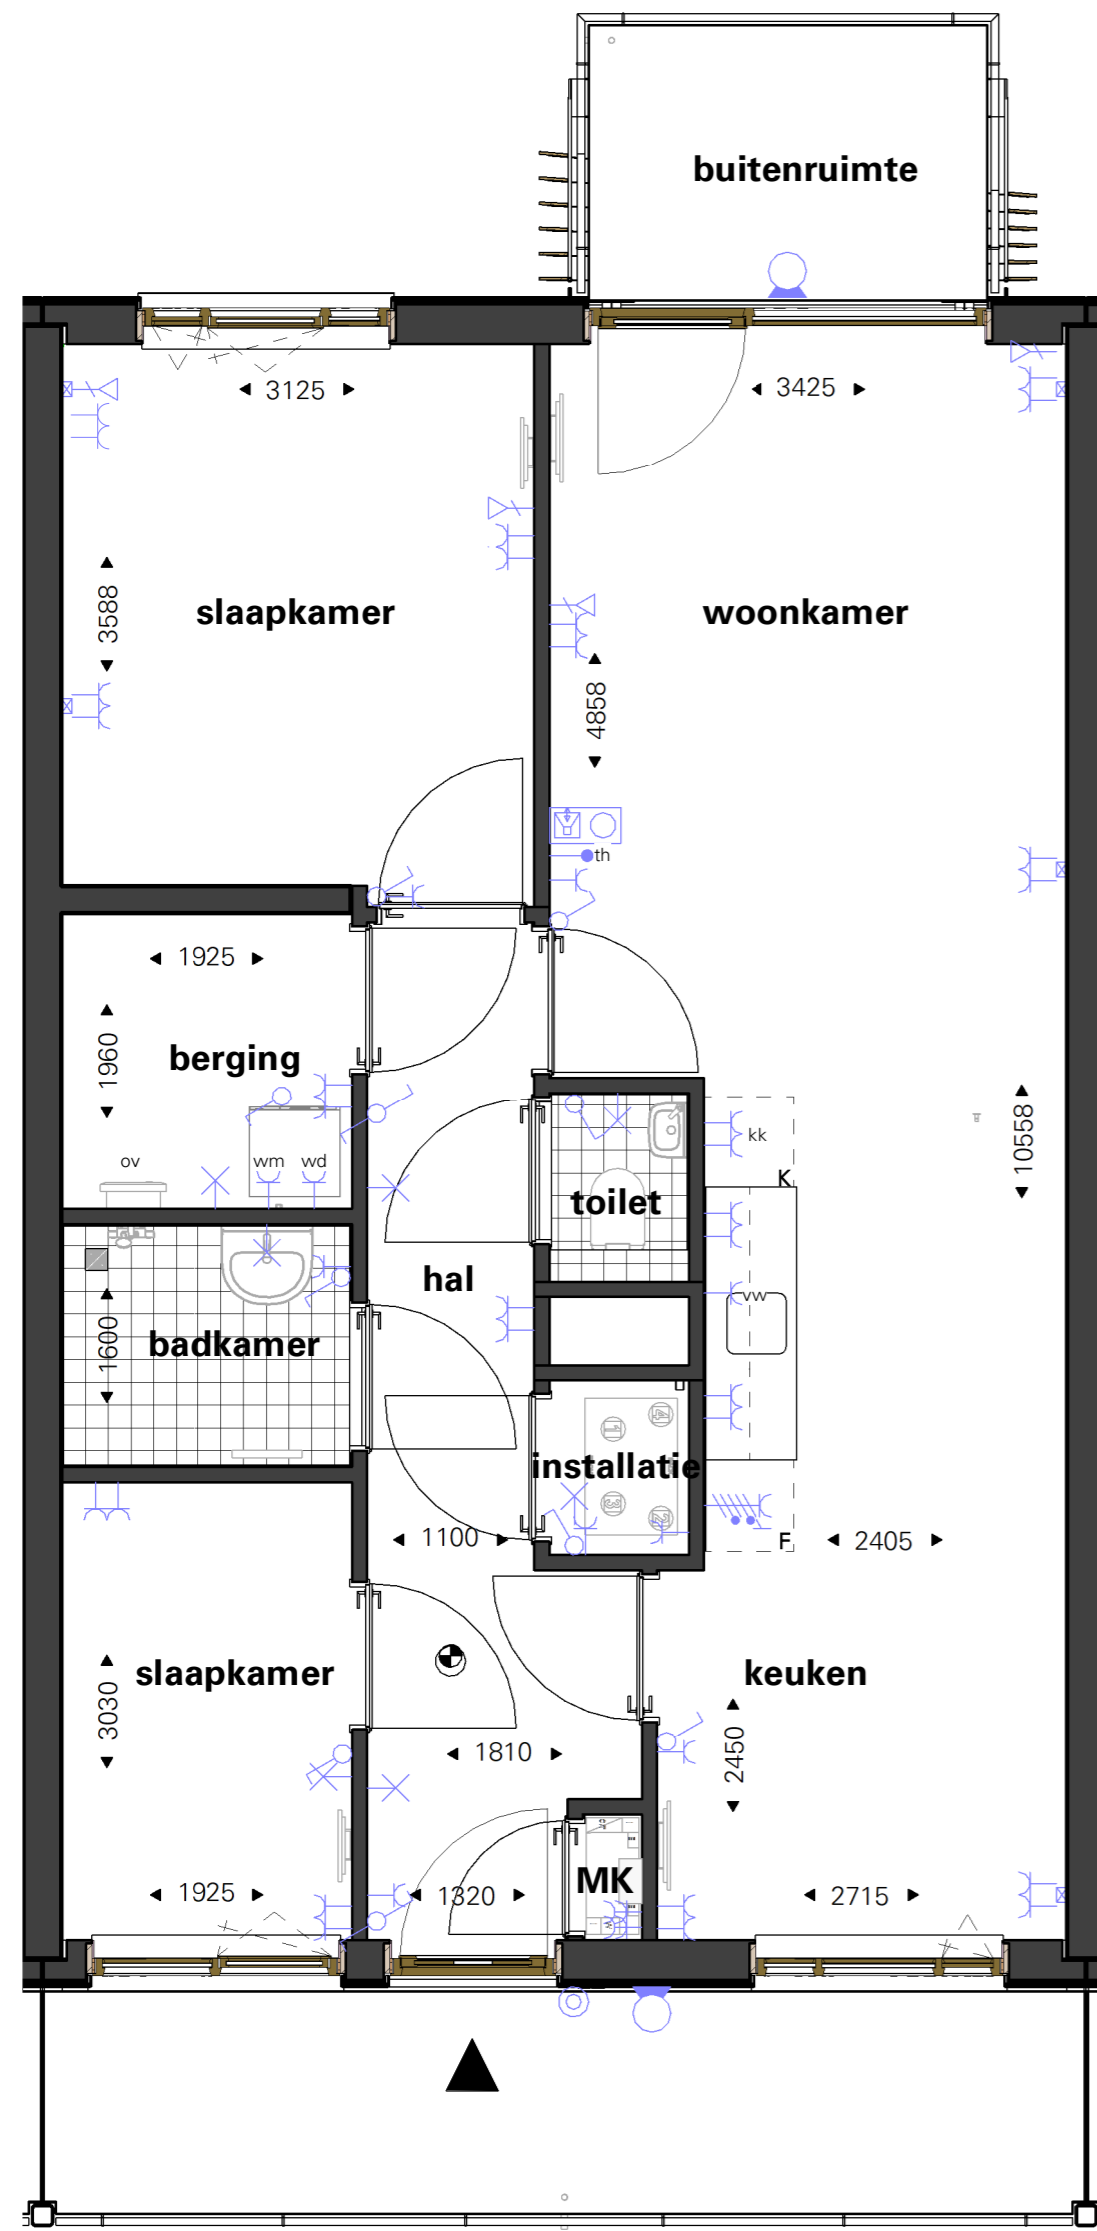 buitenruimte
3125
3425
3588
slaapkamer
woonkamer
4858
th
1925
1960
berging
10558
ov
wm
wd
kk
K
toilet
hal
vw
1600
badkamer
installatie
1100
F
2405
slaapkamer
keuken
3030
2450
1810
MK
1925
1320
2715